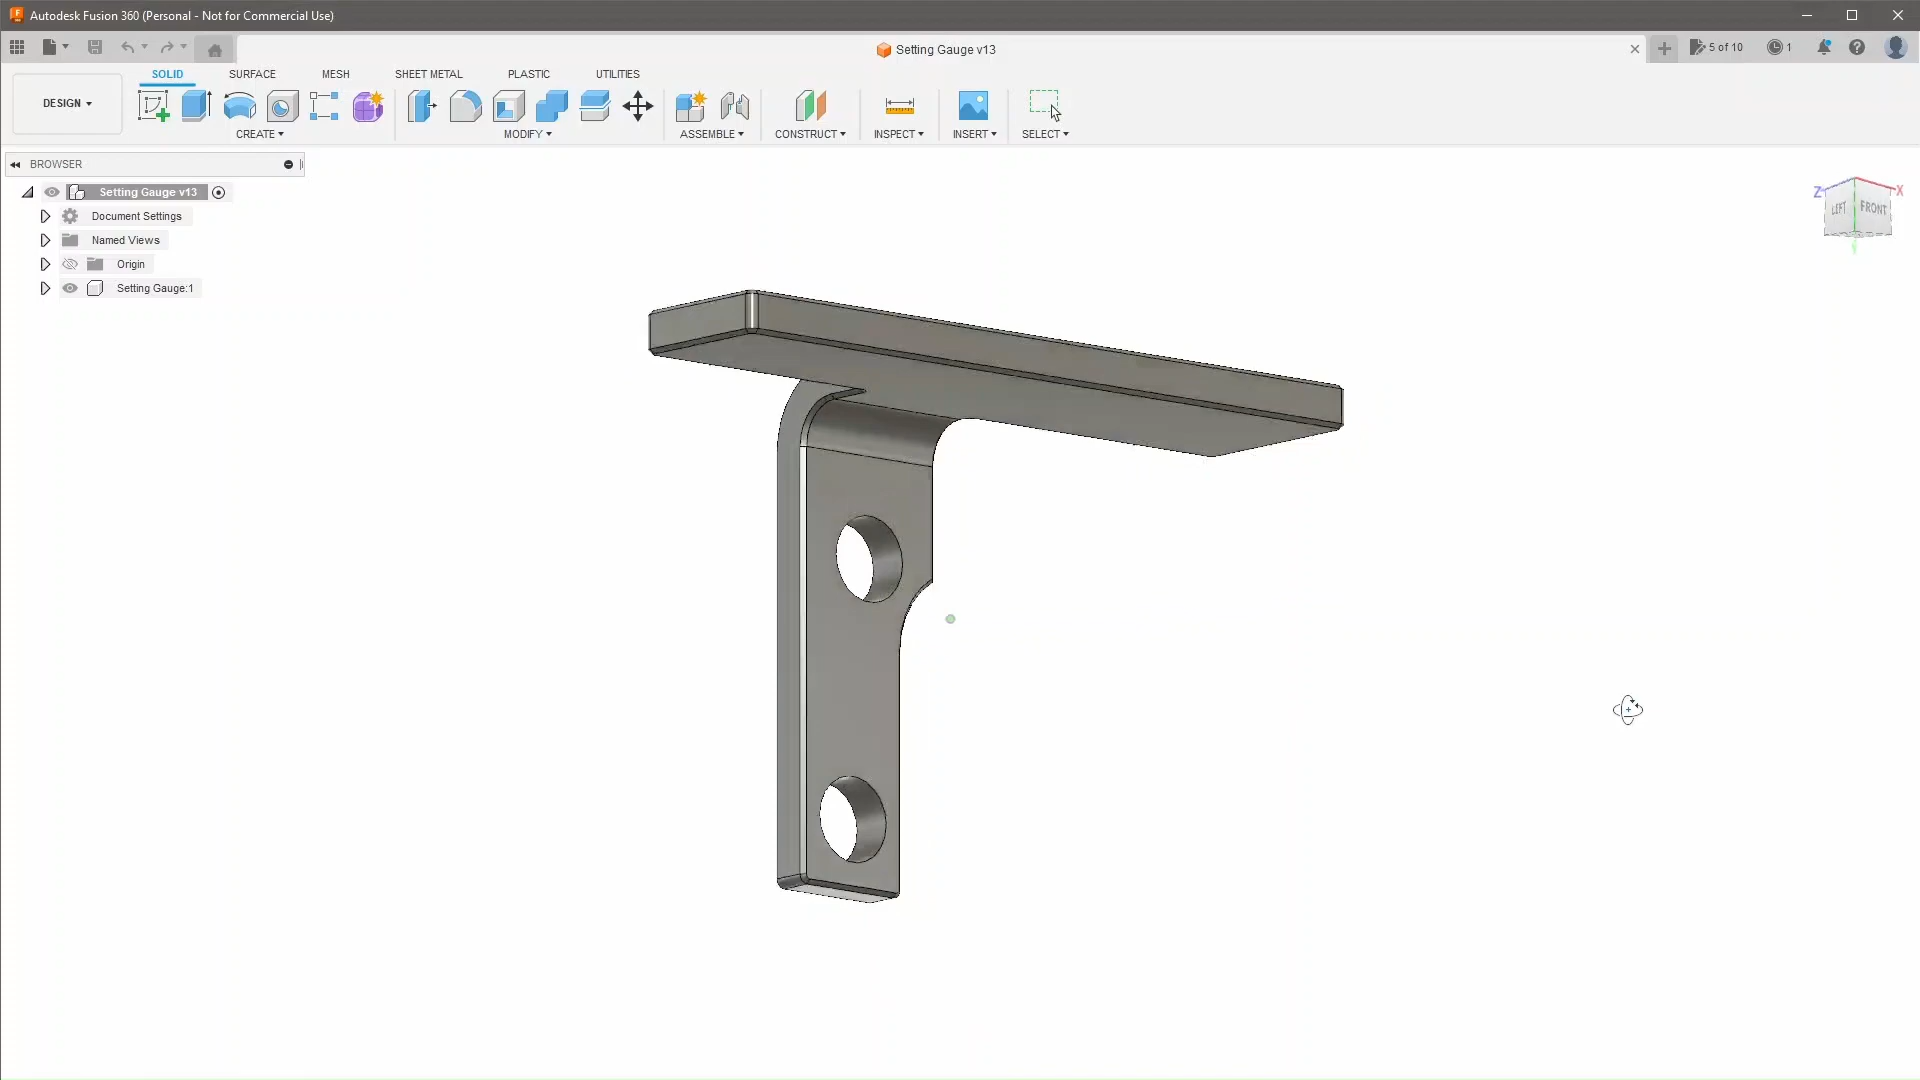 Autodesk Fusion 360 (Personal - Not for Commercial Use)
Setting Gauge v13
5 of 10
1
SOLID
SURFACE
MESH
SHEET METAL
PLASTIC
UTILITIES
DESIGN
CREATE
MODIFY
ASSEMBLE
CONSTRUCT
INSPECT
INSERT
SELECT
BROWSER
Setting Gauge v13
Document Settings
Named Views
Origin
Setting Gauge:1
Z
X
LEFT
FRONT
Y